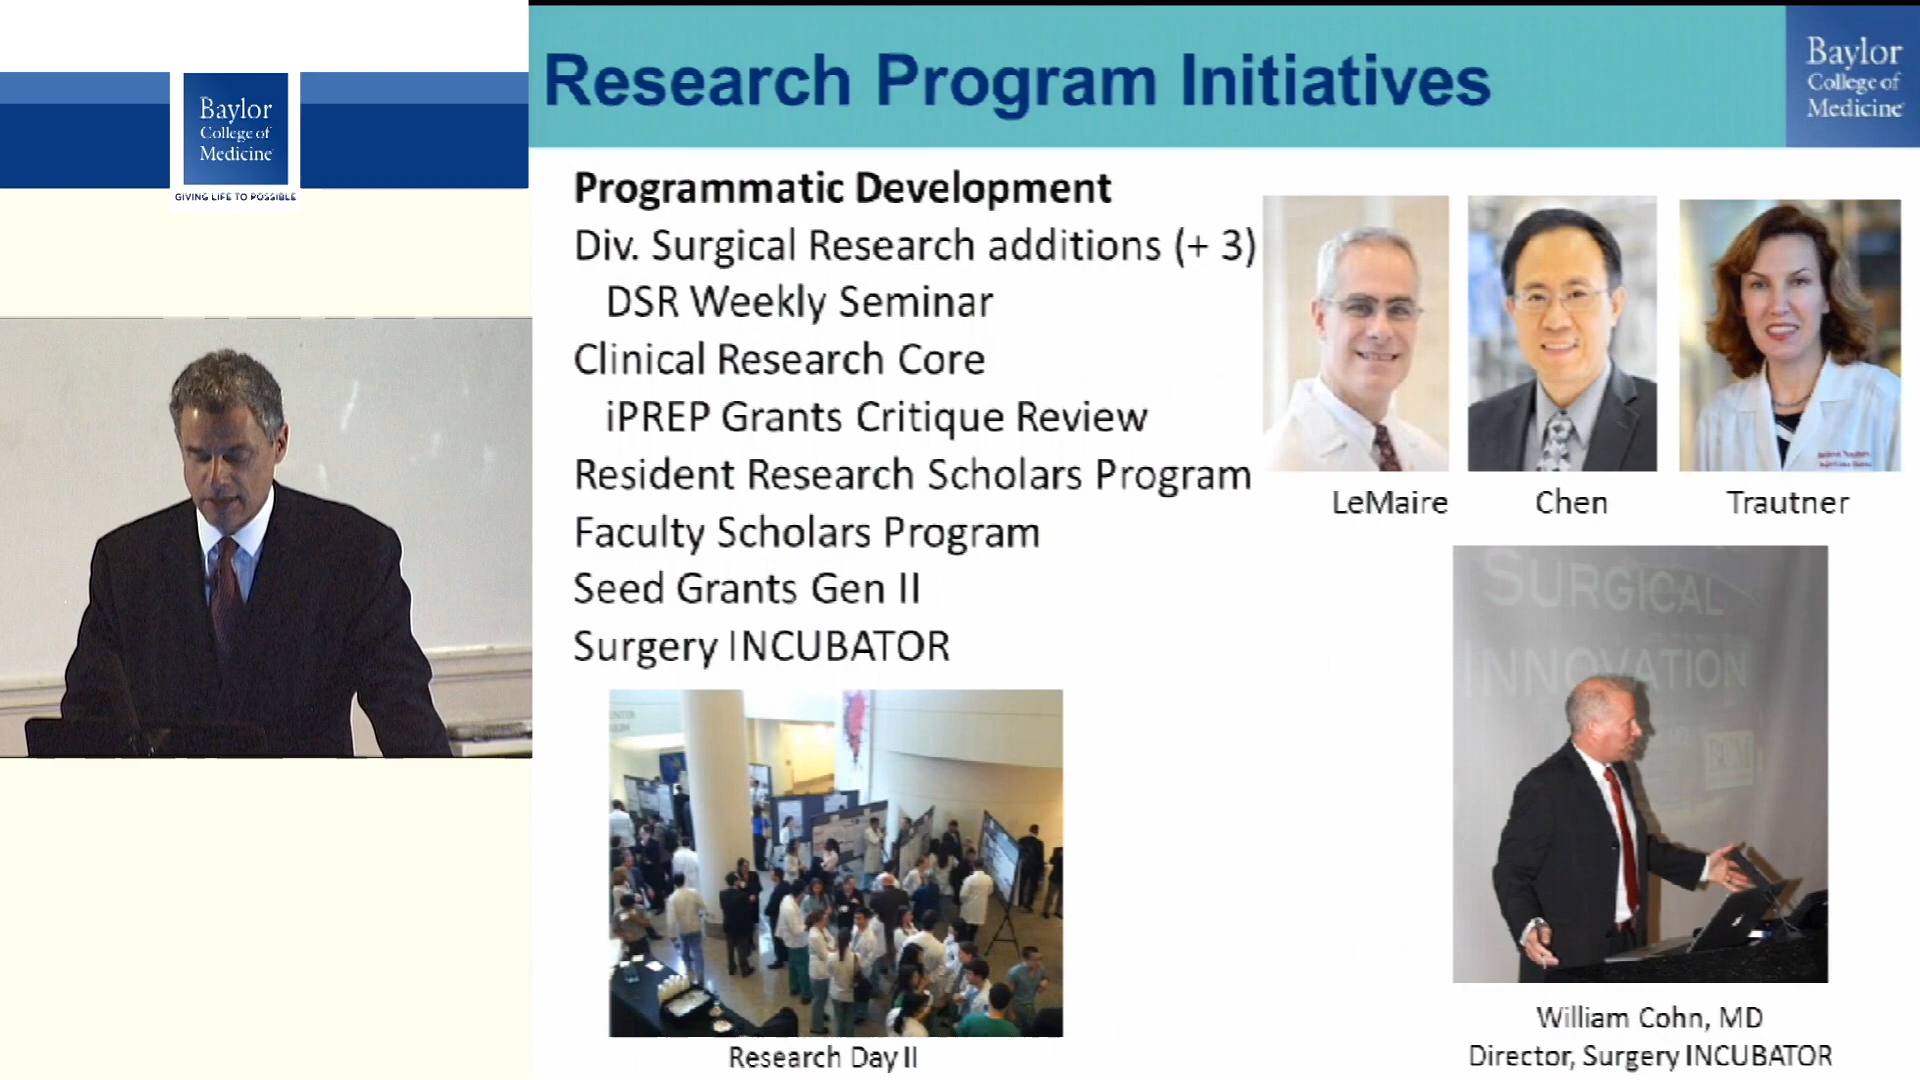 Baylor
College of
Medicine
GIVING LIFE TO POSSIBLE
Research Program Initiatives
Baylor
College of
Medicine
Programmatic Development
Div. Surgical Research additions (+ 3)
DSR Weekly Seminar
Clinical Research Core
iPREP Grants Critique Review
Resident Research Scholars Program
Faculty Scholars Program
Seed Grants Gen II
Surgery INCUBATOR
LeMaire
Chen
Trautner
SURGICAL
INNOVATION
BCM
William Cohn, MD
Director, Surgery INCUBATOR
Research Day II